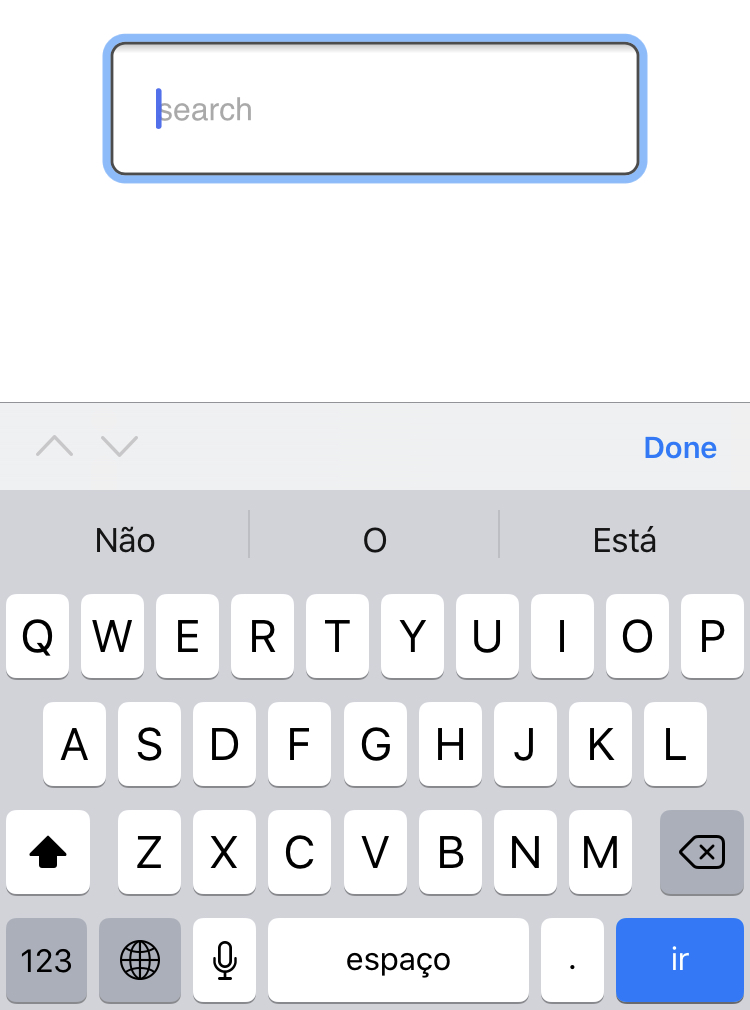 search
Done
Não O Está
Q W E R T Y U I O P
A S D F G H J K L
Z X C V B N M
123 espaço . ir